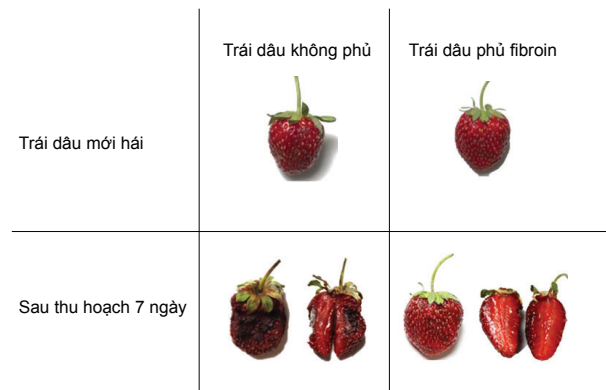 Trái dâu không phủ
Trái dâu phủ fibroin
Trái dâu mới hái
Sau thu hoạch 7 ngày